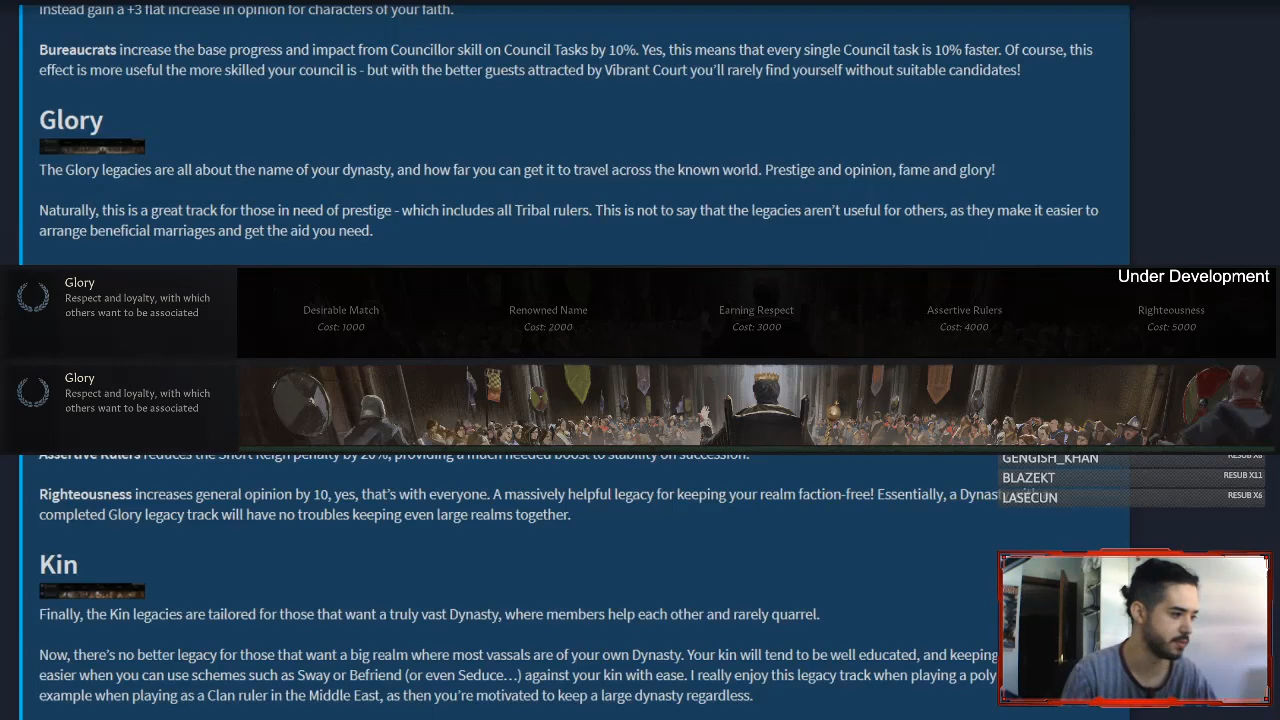 instead gain a +3 flat increase in opinion for characters of your faith.
Bureaucrats increase the base progress and impact from Councillor skill on Council Tasks by 10%. Yes, this means that every single Council task is 10% faster. Of course, this
effect is more useful the more skilled your council is - but with the better guests attracted by Vibrant Court you'll rarely find yourself without suitable candidates!
Glory
The Glory legacies are all about the name of your dynasty, and how far you can get it to travel across the known world. Prestige and opinion, fame and glory!
Naturally, this is a great track for those in need of prestige - which includes all Tribal rulers. This is not to say that the legacies aren't useful for others, as they make it easier to
arrange beneficial marriages and get the aid you need.
Under Development
Glory
Respect and loyalty, with which
others want to be associated
Desirable Match
Cost: 1000
Renowned Name
Cost: 2000
Earning Respect
Cost: 3000
Assertive Rulers
Cost: 4000
Righteousness
Cost: 5000
Glory
Respect and loyalty, with which
others want to be associated
Assertive Rulers reduces the Short Reign penalty by 20%, providing a much needed boost to stability on succession.
GENGISH_KHAN RESUB X8
BLAZEKT RESUB X11
LASECUN RESUB X6
Righteousness increases general opinion by 10, yes, that's with everyone. A massively helpful legacy for keeping your realm faction-free! Essentially, a Dynas
completed Glory legacy track will have no troubles keeping even large realms together.
Kin
Finally, the Kin legacies are tailored for those that want a truly vast Dynasty, where members help each other and rarely quarrel.
Now, there's no better legacy for those that want a big realm where most vassals are of your own Dynasty. Your kin will tend to be well educated, and keeping
easier when you can use schemes such as Sway or Befriend (or even Seduce…) against your kin with ease. I really enjoy this legacy track when playing a poly
example when playing as a Clan ruler in the Middle East, as then you're motivated to keep a large dynasty regardless.